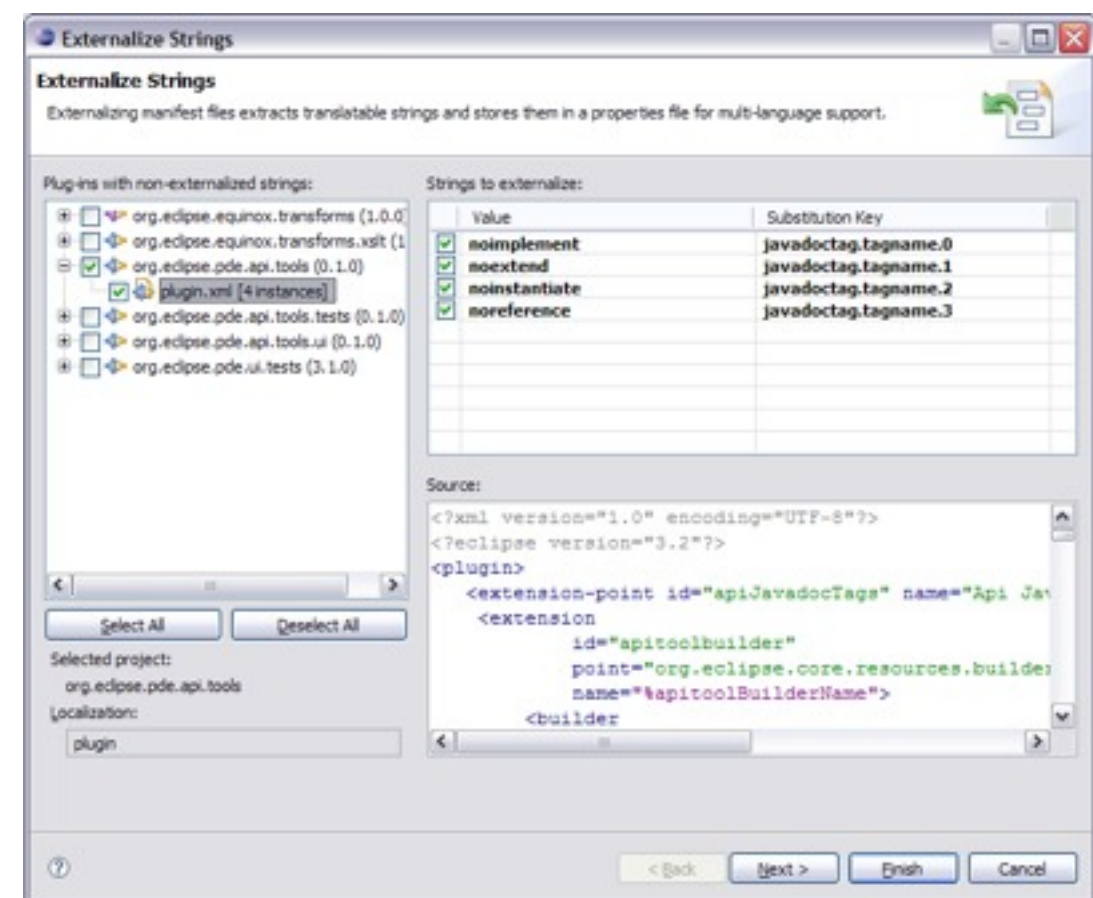 Externalize Strings
Externalize Strings
Externalizing manifest files extracts translatable strings and stores them in a properties file for multi-language support.
Plug-ins with non-externalized strings:
org.eclipse.equinox.transforms (1.0.0
org.eclipse.equinox.transforms.xslt (1
org.eclipse.pde.api.tools (0.1.0)
plugin.xml [4 instances]
org.eclipse.pde.api.tools.tests (0.1.0)
org.eclipse.pde.api.tools.ui (0.1.0)
org.eclipse.pde.ui.tests (3.1.0)
Select All
Deselect All
Selected project:
org.eclipse.pde.api.tools
Localization:
plugin
Strings to externalize:
Value Substitution Key
noimplement javadoctag.tagname.0
noextend javadoctag.tagname.1
noinstantiate javadoctag.tagname.2
noreference javadoctag.tagname.3
Source:
<?xml version="1.0" encoding="UTF-8"?>
<?eclipse version="3.2"?>
<plugin>
<extension-point id="apiJavadocTags" name="Api Jav
<extension
id="apitoolbuilder"
point="org.eclipse.core.resources.builder
name="%apitoolBuilderName">
<builder
< Back
Next >
Finish
Cancel